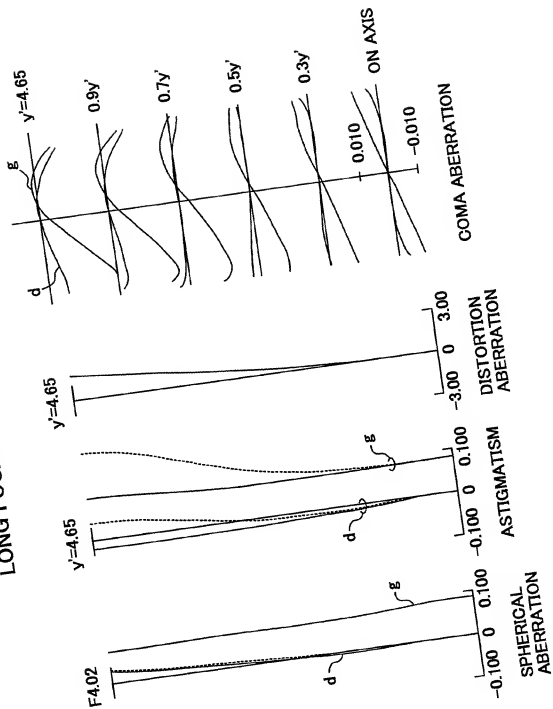 F4.02
d
g
-0.100 0 0.100
SPHERICAL
ABERRATION
y'=4.65
d
g
-0.100 0 0.100
ASTIGMATISM
y'=4.65
-3.00 0 3.00
DISTORTION
ABERRATION
y'=4.65
g
d
0.9y'
0.7y'
0.5y'
0.3y'
ON AXIS
0.010
-0.010
COMA ABERRATION